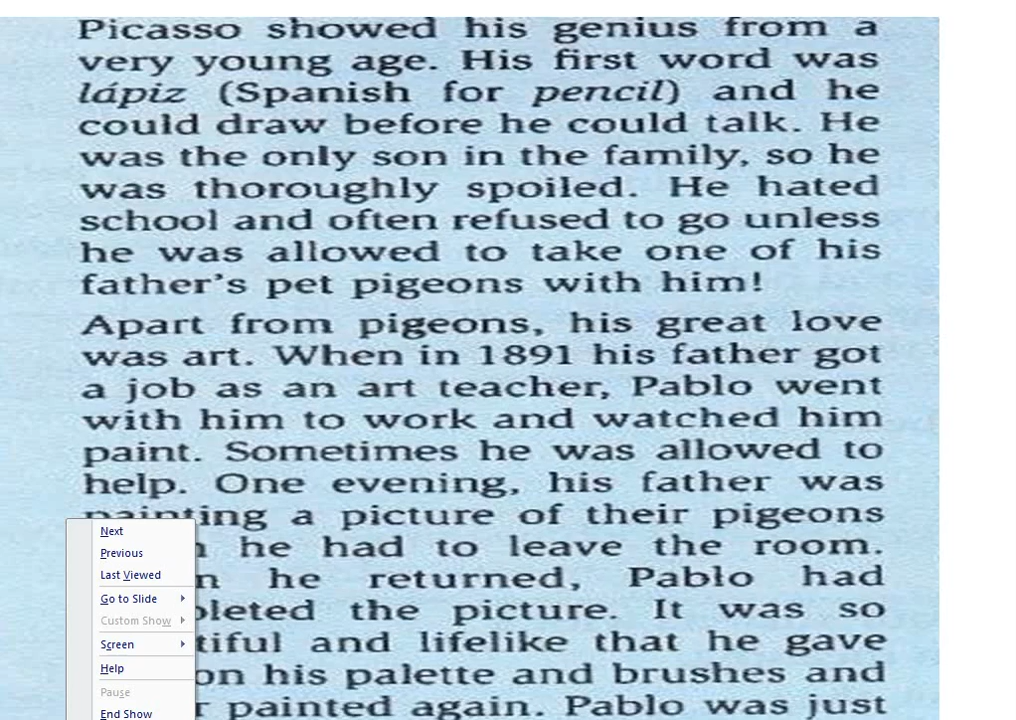 Picasso showed his genius from a
very young age. His first word was
lápiz (Spanish for pencil) and he
could draw before he could talk. He
was the only son in the family, so he
was thoroughly spoiled. He hated
school and often refused to go unless
he was allowed to take one of his
father's pet pigeons with him!
Apart from pigeons, his great love
was art. When in 1891 his father got
a job as an art teacher, Pablo went
with him to work and watched him
paint. Sometimes he was allowed to
help. One evening, his father was
painting a picture of their pigeons
he had to leave the room.
he returned, Pablo had
the picture. It was so
and lifelike that he gave
on his palette and brushes and
painted again. Pablo was just
Next
Previous
Last Viewed
Go to Slide
Custom Show
Screen
Help
Pause
End Show